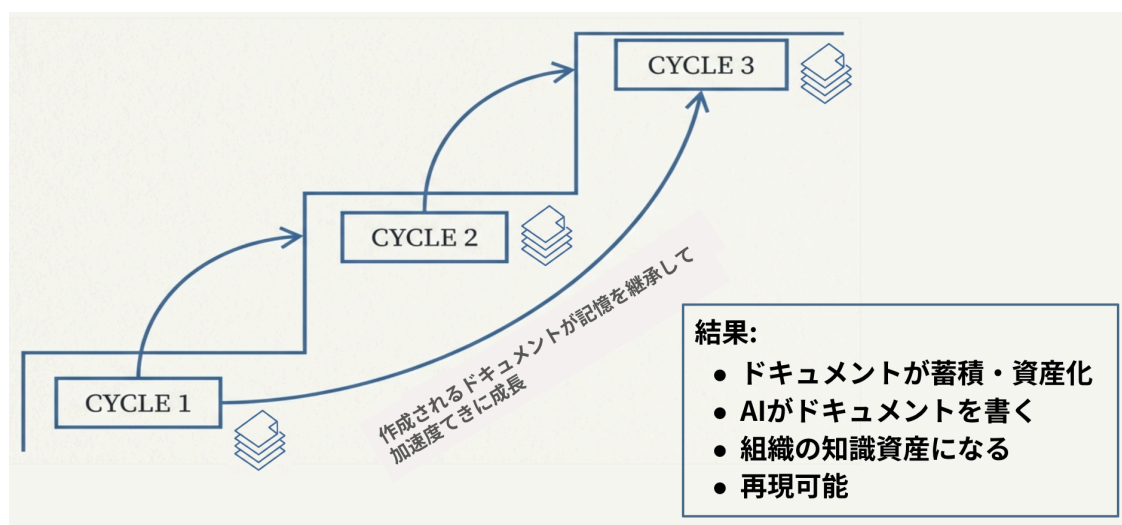 CYCLE 3
CYCLE 2
CYCLE 1
作成されるドキュメントが記憶を継承して
加速度てきに成長
結果:
● ドキュメントが蓄積・資産化
● AIがドキュメントを書く
● 組織の知識資産になる
● 再現可能